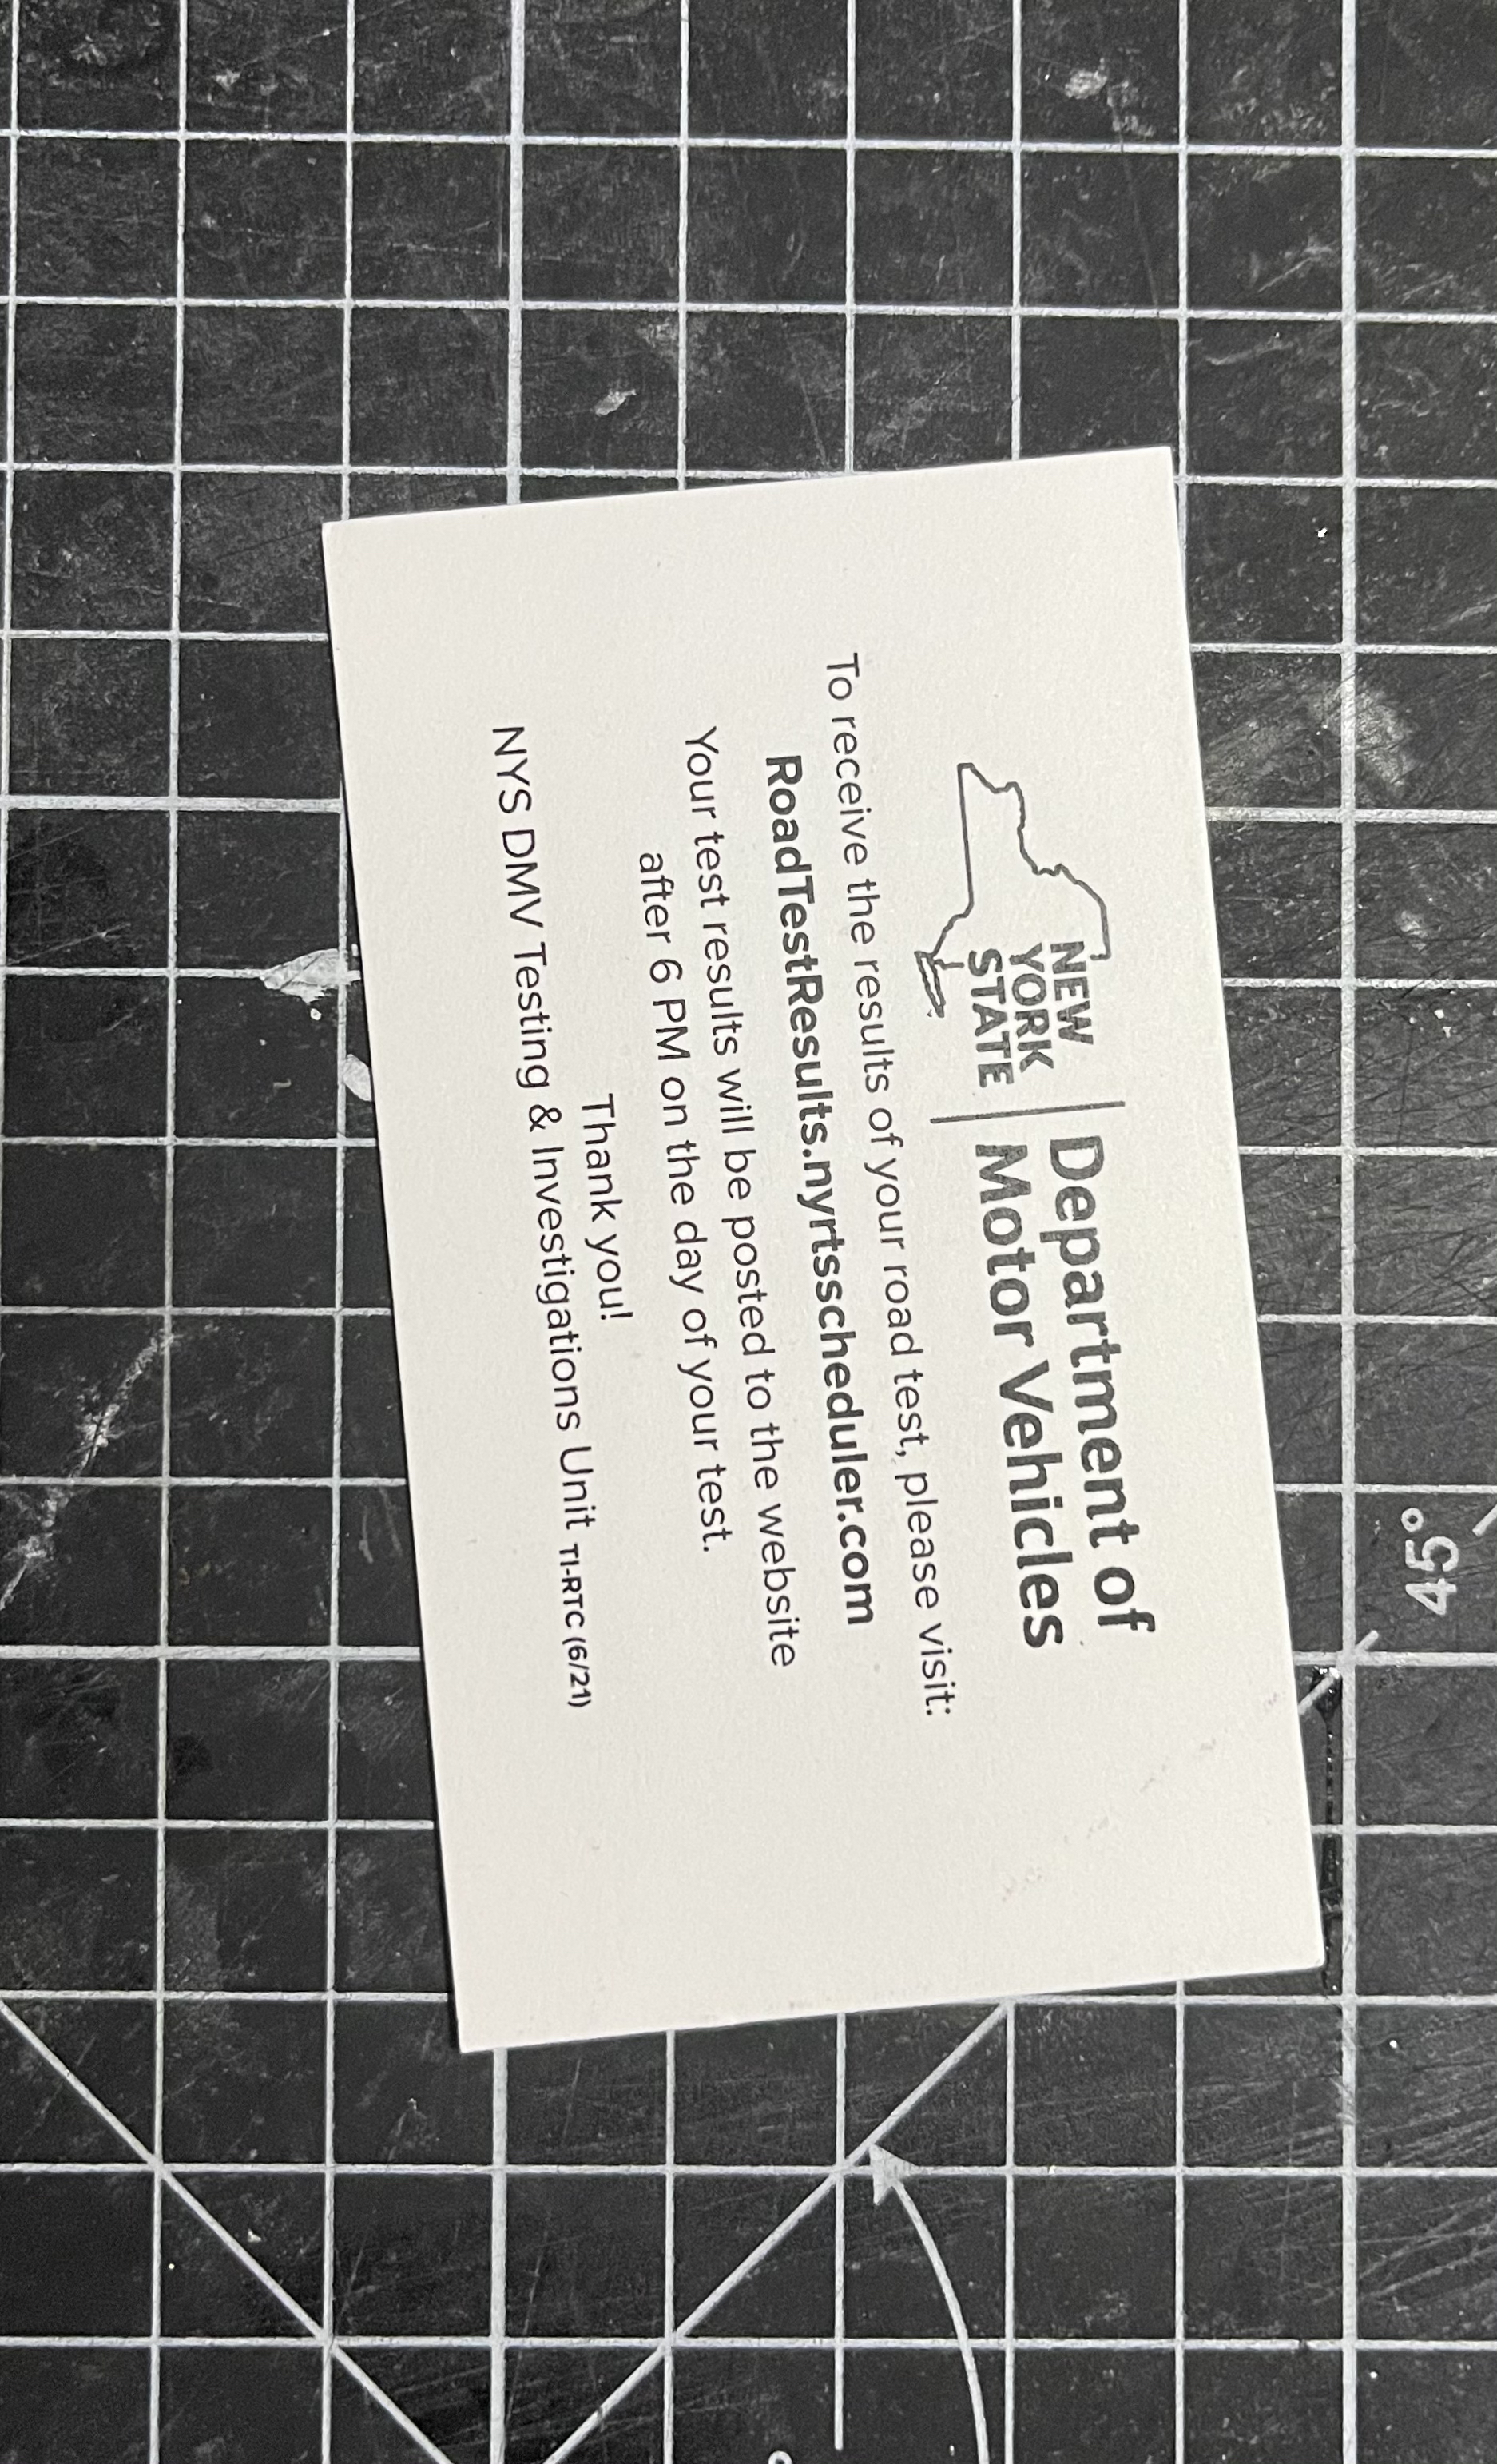 NEW
YORK
STATE
Department of
Motor Vehicles
To receive the results of your road test, please visit:
RoadTestResults.nyrtsscheduler.com
Your test results will be posted to the website
after 6 PM on the day of your test.
Thank you!
NYS DMV Testing & Investigations Unit TI-RTC (6/21)
45°